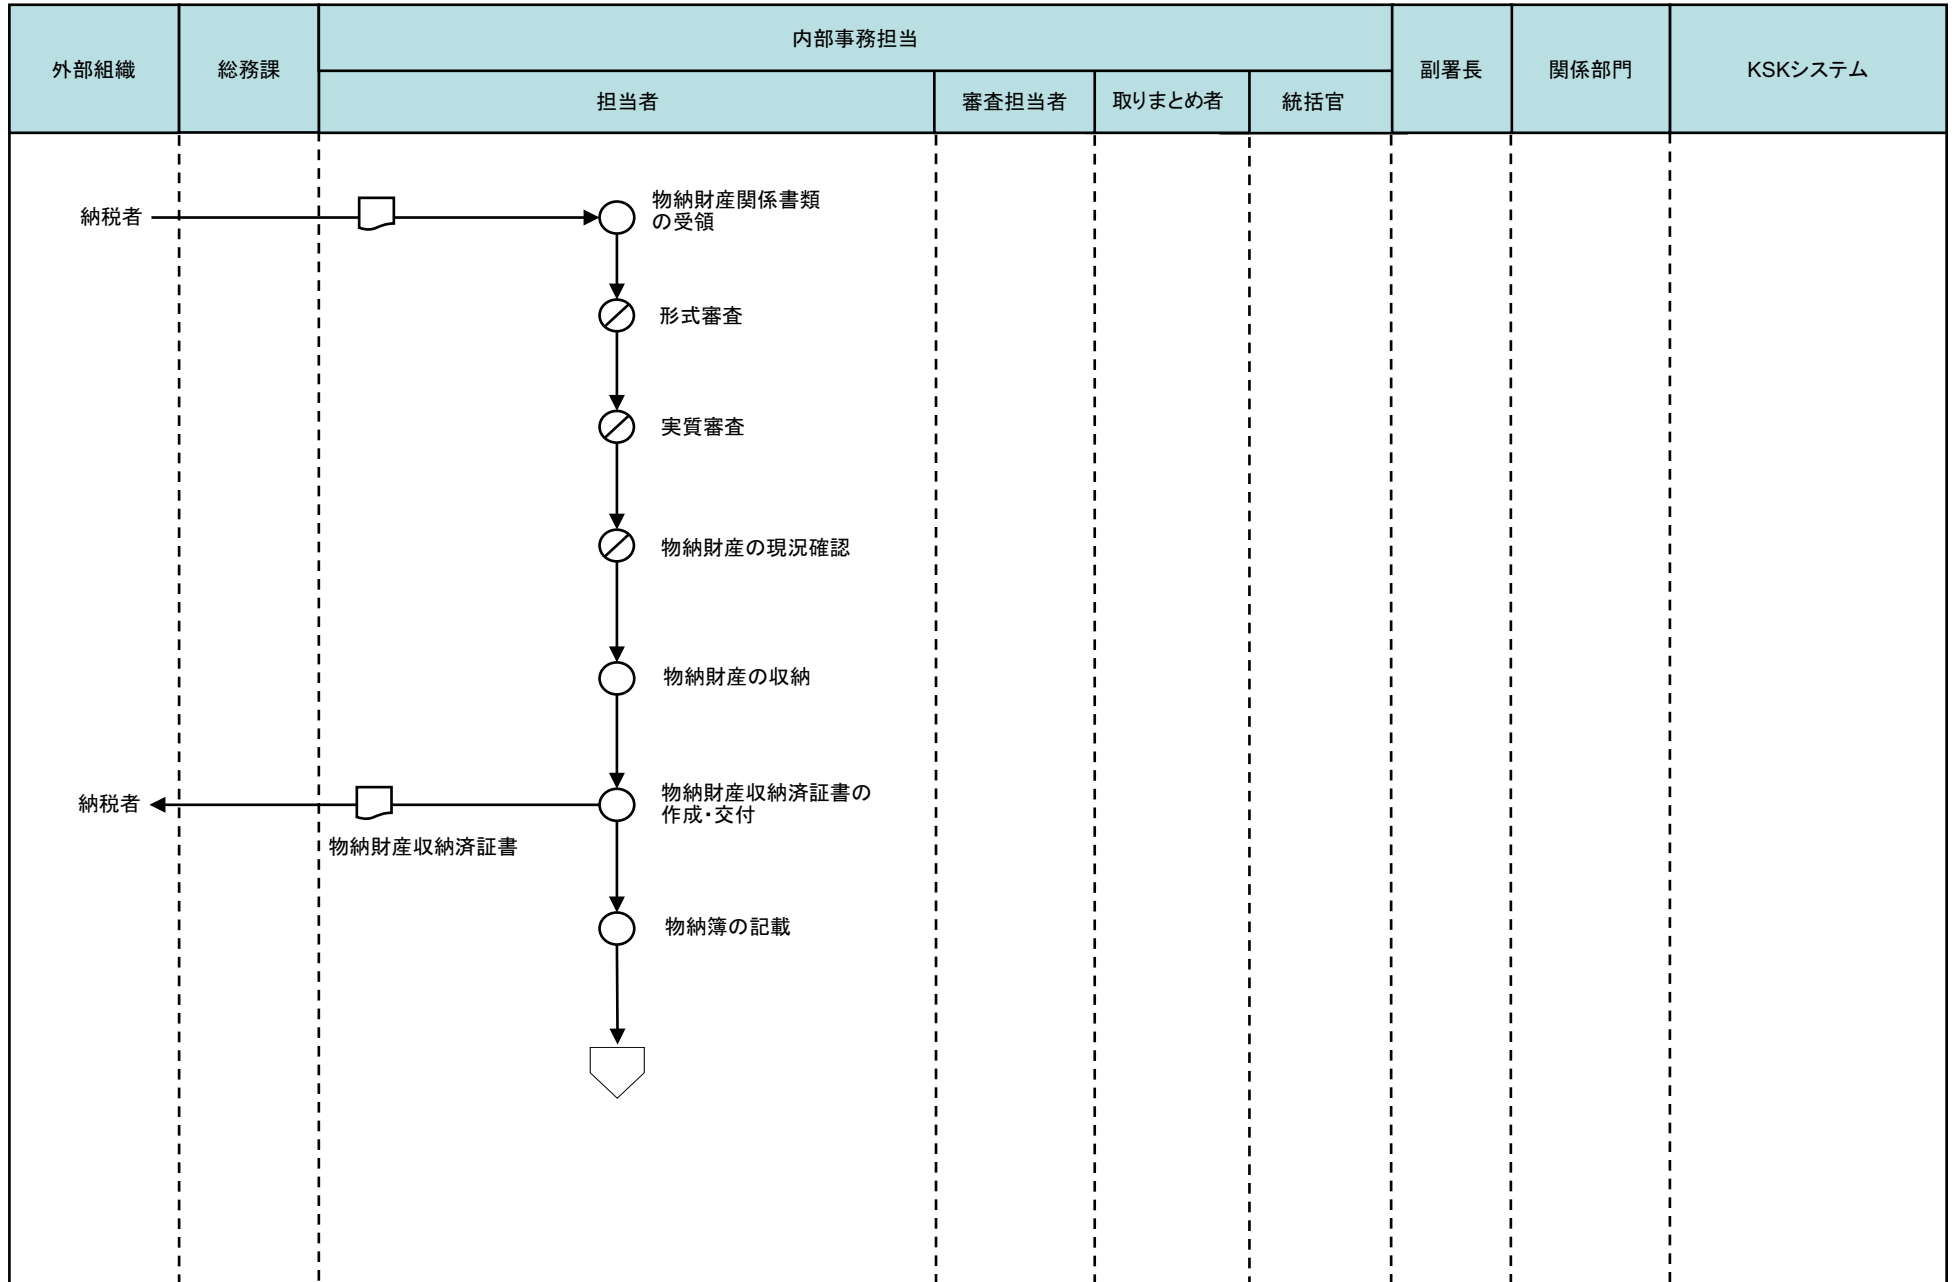 外部組織
総務課
内部事務担当
副署長
関係部門
KSKシステム
担当者
審査担当者
取りまとめ者
統括官
納税者
物納財産関係書類
の受領
形式審査
実質審査
物納財産の現況確認
物納財産の収納
納税者
物納財産収納済証書の
作成・交付
物納財産収納済証書
物納簿の記載